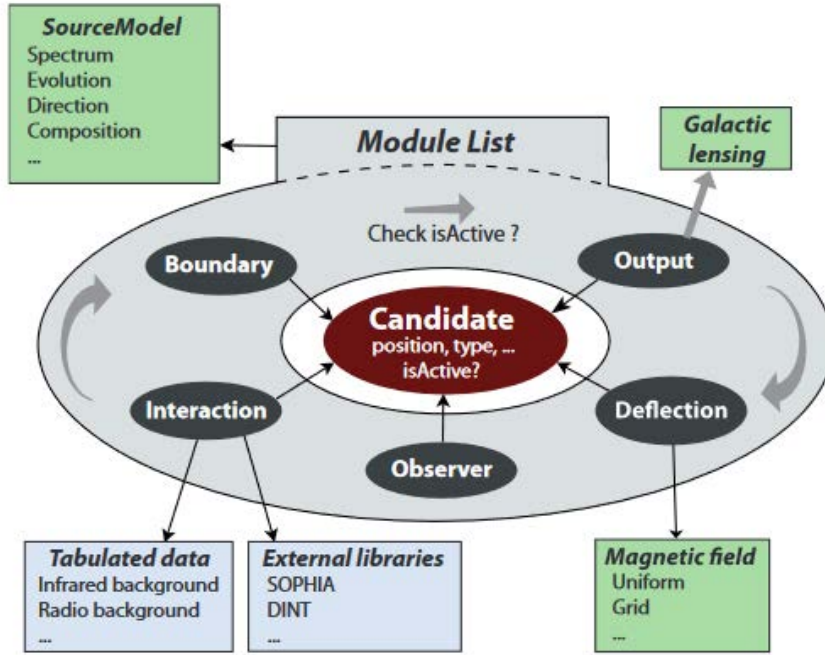 SourceModel
Spectrum
Evolution
Direction
Composition
...
Module List
Galactic
lensing
Check isActive ?
Boundary
Output
Candidate
position, type, ...
isActive?
Interaction
Deflection
Observer
Tabulated data
Infrared background
Radio background
...
External libraries
SOPHIA
DINT
...
Magnetic field
Uniform
Grid
...